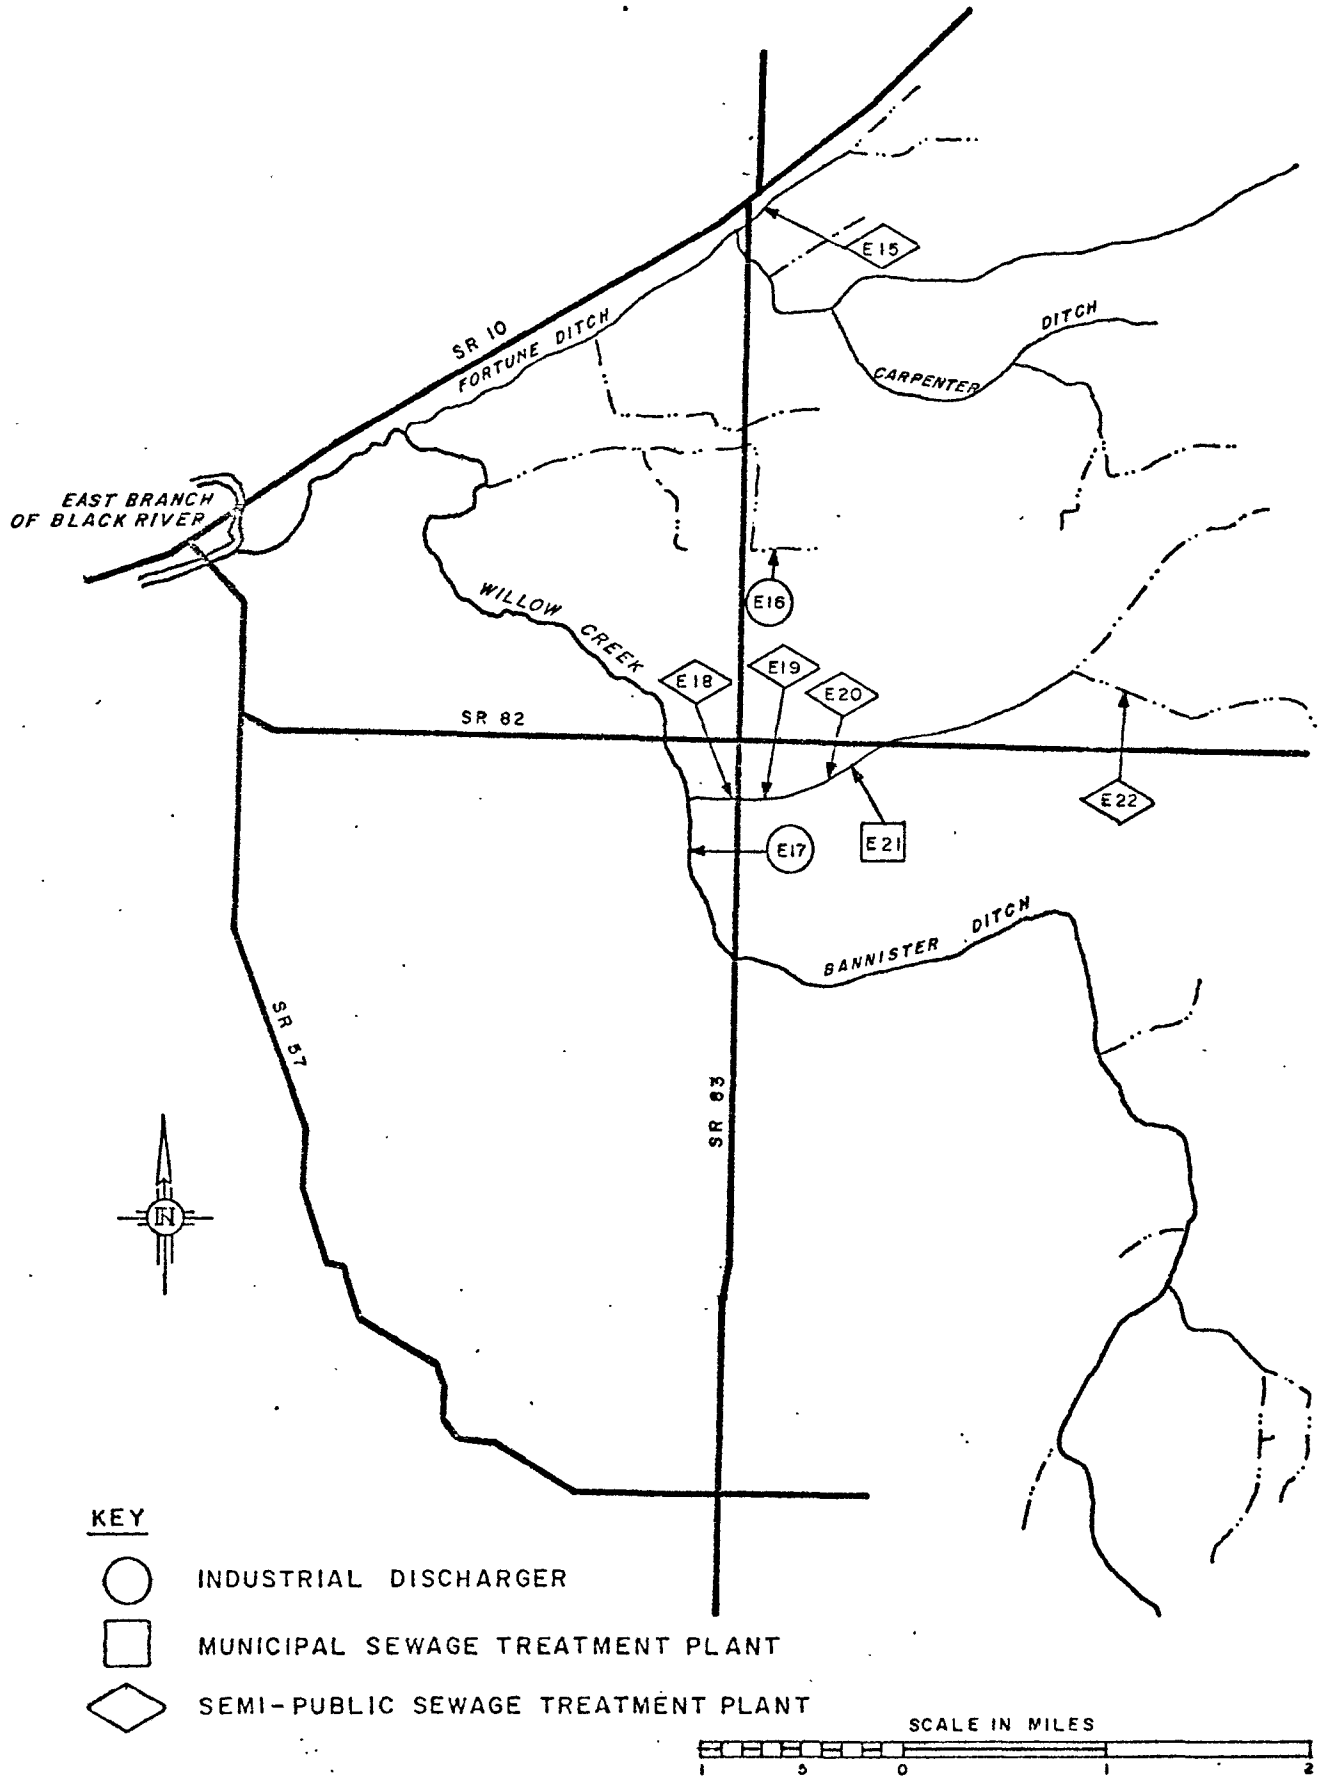 E15
DITCH
SR 10
FORTUNE DITCH
CARPENTER
EAST BRANCH
OF BLACK RIVER
E16
WILLOW
CREEK
E18
E19
E20
SR 82
E22
E17
E21
DITCH
BANNISTER
SR 57
SR 83
N
KEY
INDUSTRIAL DISCHARGER
MUNICIPAL SEWAGE TREATMENT PLANT
SEMI-PUBLIC SEWAGE TREATMENT PLANT
SCALE IN MILES
1 5 0 1 2